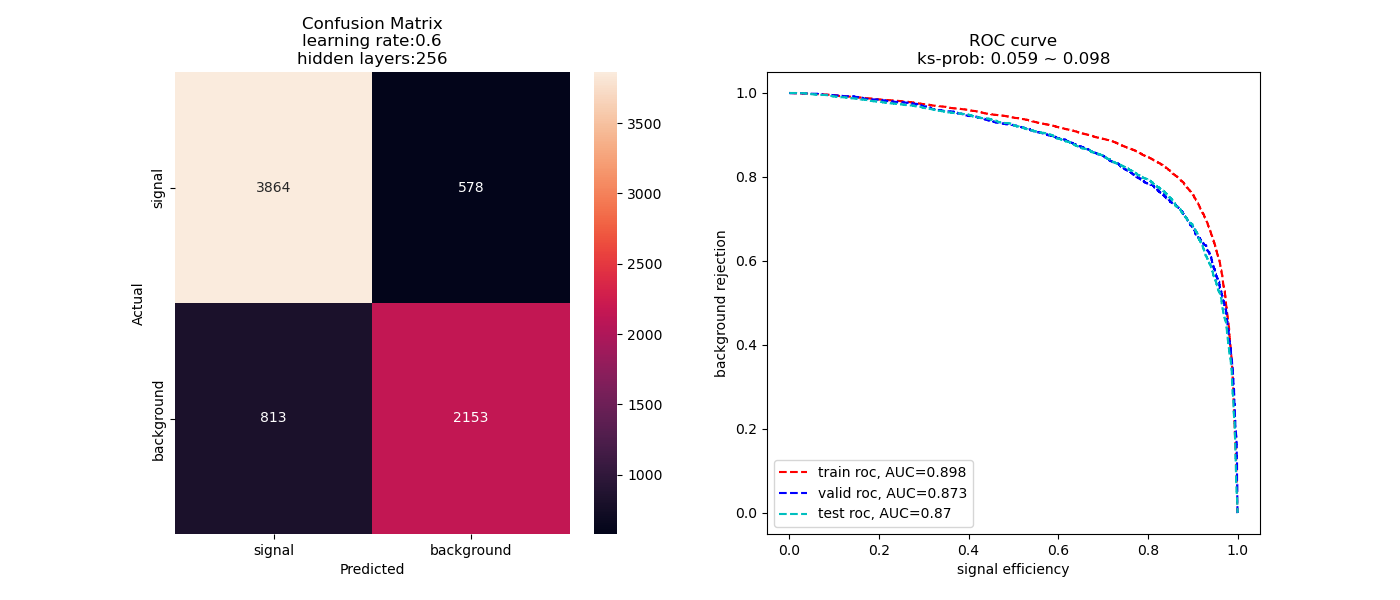 Confusion Matrix
learning rate:0.6
hidden layers:256
signal
background
Actual
3864
578
813
2153
signal
background
Predicted
3500
3000
2500
2000
1500
1000
ROC curve
ks-prob: 0.059 ~ 0.098
background rejection
1.0
0.8
0.6
0.4
0.2
0.0
train roc, AUC=0.898
valid roc, AUC=0.873
test roc, AUC=0.87
0.0
0.2
0.4
0.6
0.8
1.0
signal efficiency